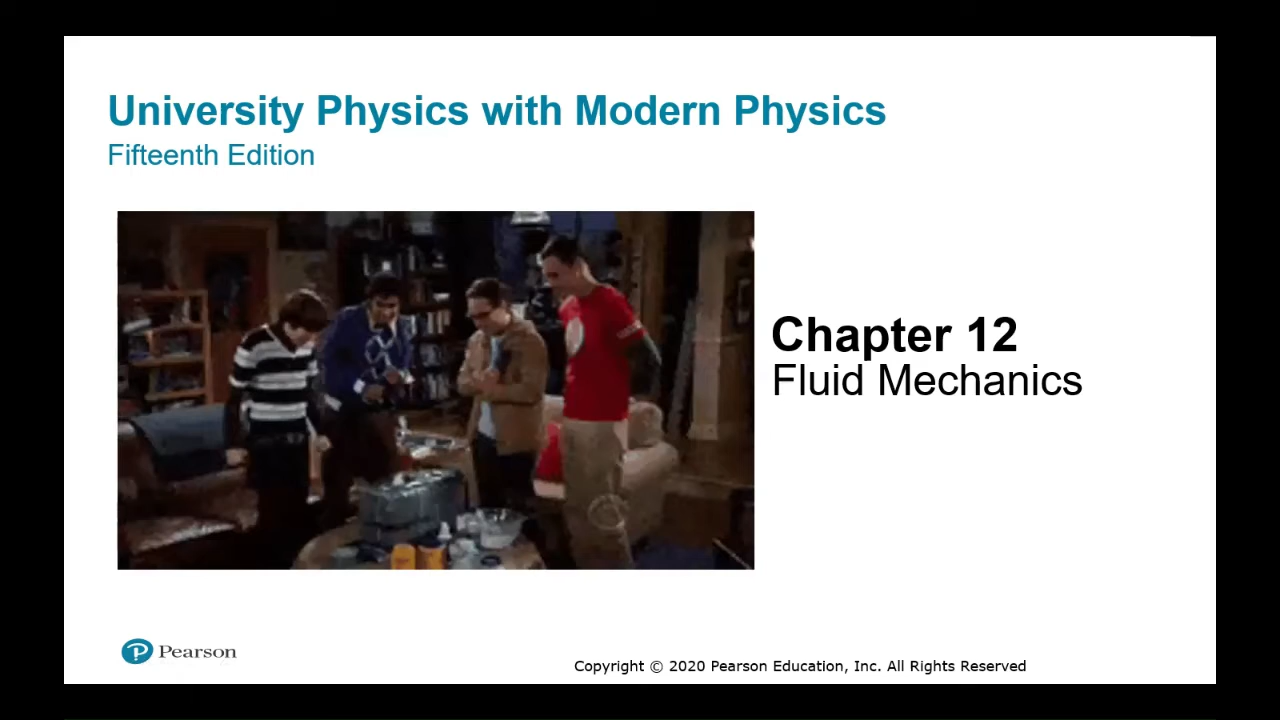 University Physics with Modern Physics
Fifteenth Edition
Chapter 12
Fluid Mechanics
Pearson
Copyright © 2020 Pearson Education, Inc. All Rights Reserved